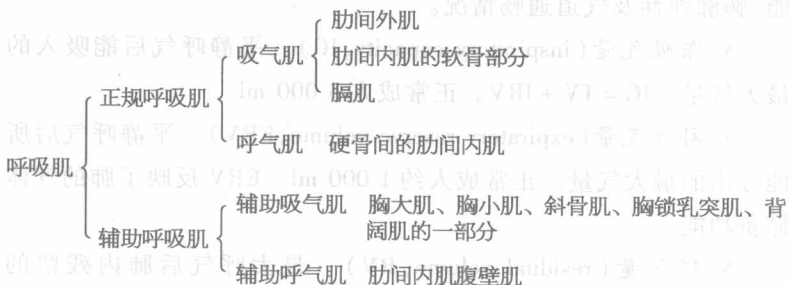 肋间外肌
吸气肌 肋间内肌的软骨部分
膈肌
正规呼吸肌
呼气肌 硬骨间的肋间内肌
呼吸肌
辅助吸气肌 胸大肌、胸小肌、斜骨肌、胸锁乳突肌、背
阔肌的一部分
辅助呼吸肌
辅助呼气肌 肋间内肌腹壁肌